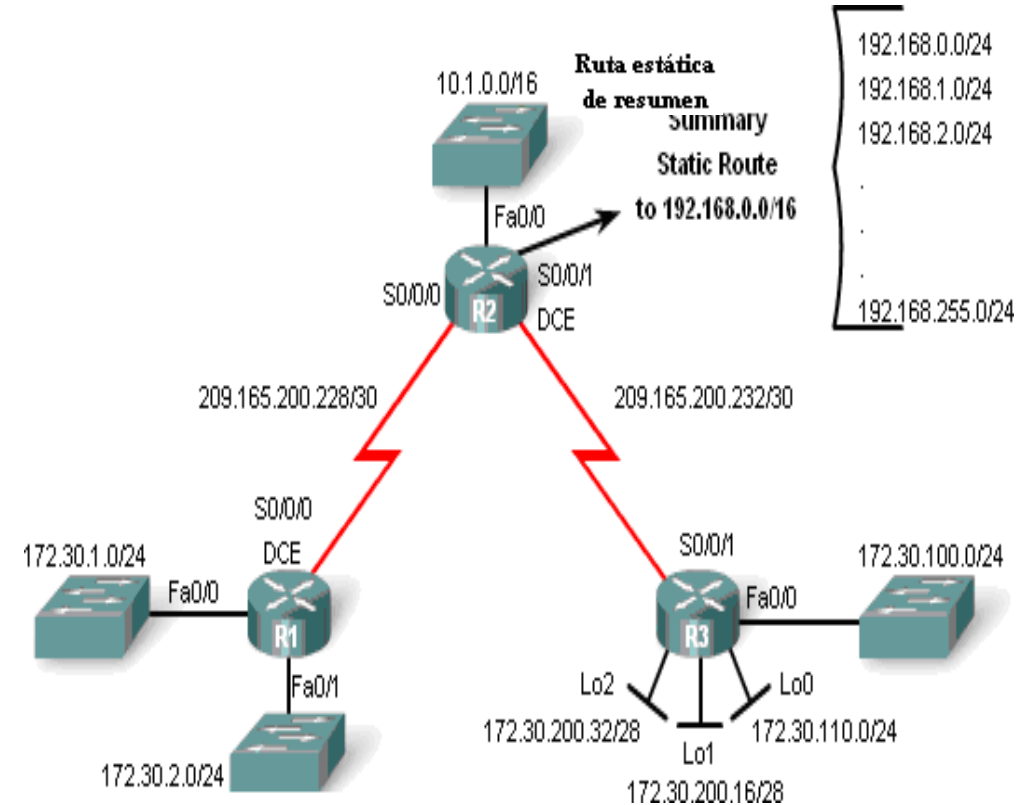 10.1.0.0/16
Ruta estática
de resumen
Summary
Static Route
to 192.168.0.0/16
192.168.0.0/24
192.168.1.0/24
192.168.2.0/24
.
.
.
192.168.255.0/24
Fa0/0
S0/0/0
R2
S0/0/1
DCE
209.165.200.228/30
209.165.200.232/30
S0/0/0
DCE
172.30.1.0/24
Fa0/0
R1
Fa0/1
172.30.2.0/24
S0/0/1
172.30.100.0/24
Fa0/0
R3
Lo2
Lo0
172.30.200.32/28
172.30.110.0/24
Lo1
172.30.200.16/28